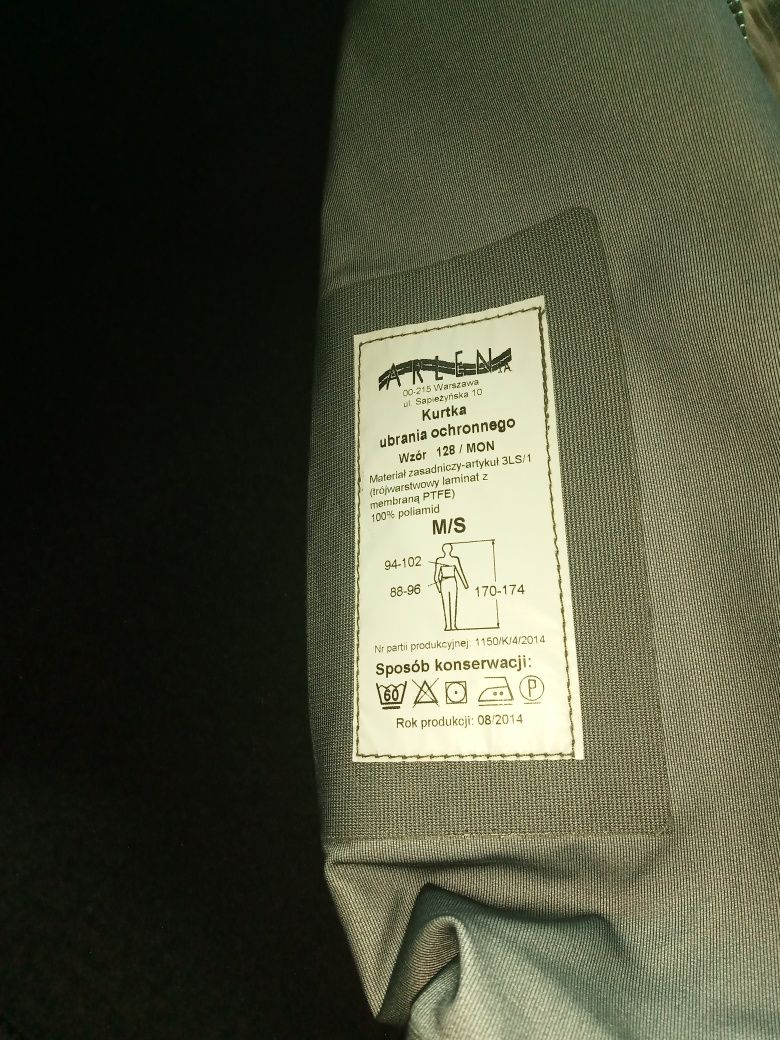 ARLEN SA
00-215 Warszawa
ul. Sapieżyńska 10
Kurtka
ubrania ochronnego
Wzór 128 / MON
Materiał zasadniczy-artykuł 3LS/1
(trójwarstwowy laminat z
membraną PTFE)
100% poliamid
M/S
94-102
88-96
170-174
Nr partii produkcyjnej: 1150/K/4/2014
Sposób konserwacji:
60 P
Rok produkcji: 08/2014